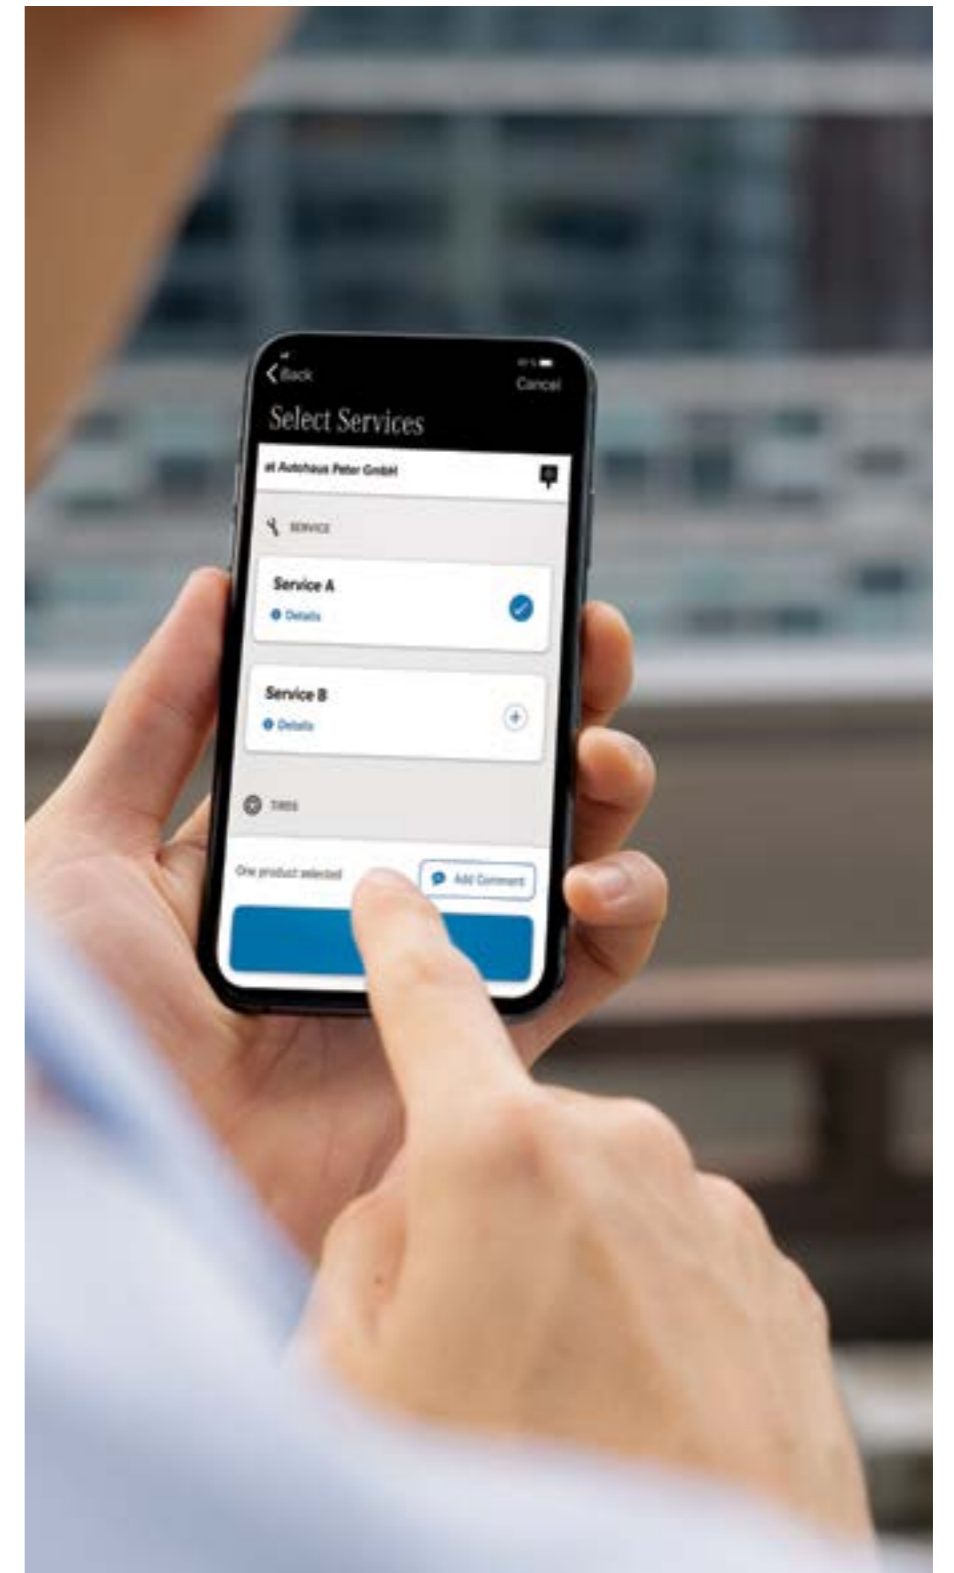 Back
Cancel
Select Services
at Autohaus Peter GmbH
SERVICE
Service A
Details
Service B
Details
TIRES
One product selected
Add Comment